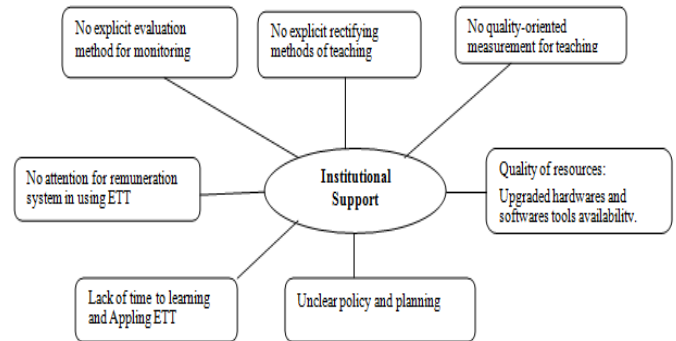 No explicit evaluation
method for monitoring
No explicit rectifying
methods of teaching
No quality-oriented
measurement for teaching
No attention for remuneration
system in using ETT
Institutional
Support
Quality of resources:
Upgraded hardwares and
softwares tools availability.
Lack of time to learning
and Appling ETT
Unclear policy and planning